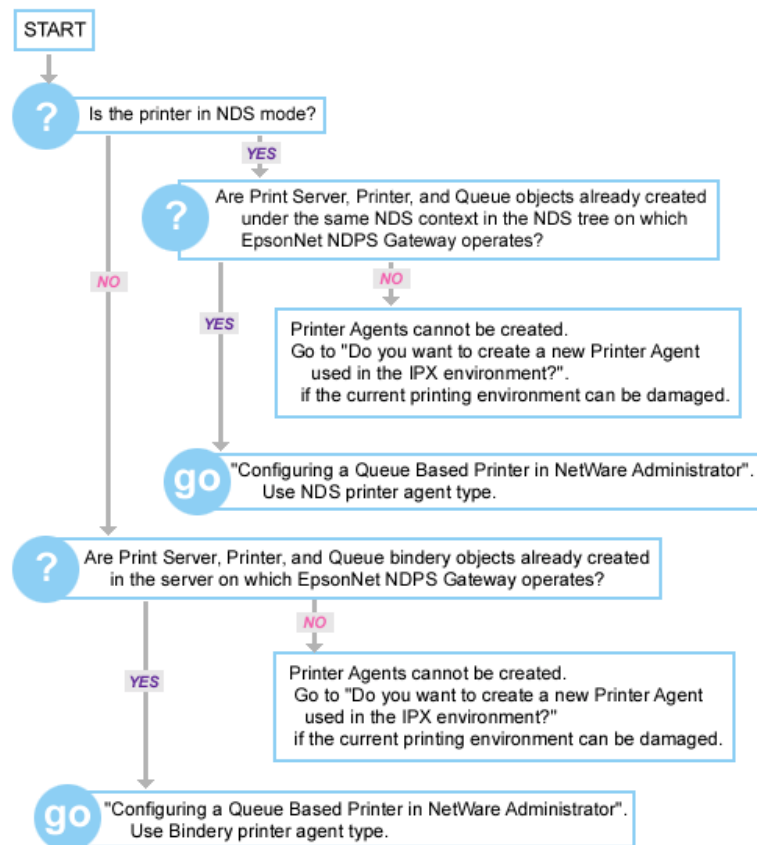 START
?
Is the printer in NDS mode?
YES
?
Are Print Server, Printer, and Queue objects already created
under the same NDS context in the NDS tree on which
EpsonNet NDPS Gateway operates?
NO
NO
YES
Printer Agents cannot be created.
Go to "Do you want to create a new Printer Agent
used in the IPX environment?".
if the current printing environment can be damaged.
go
"Configuring a Queue Based Printer in NetWare Administrator".
Use NDS printer agent type.
?
Are Print Server, Printer, and Queue bindery objects already created
in the server on which EpsonNet NDPS Gateway operates?
NO
YES
Printer Agents cannot be created.
Go to "Do you want to create a new Printer Agent
used in the IPX environment?"
if the current printing environment can be damaged.
go
"Configuring a Queue Based Printer in NetWare Administrator".
Use Bindery printer agent type.